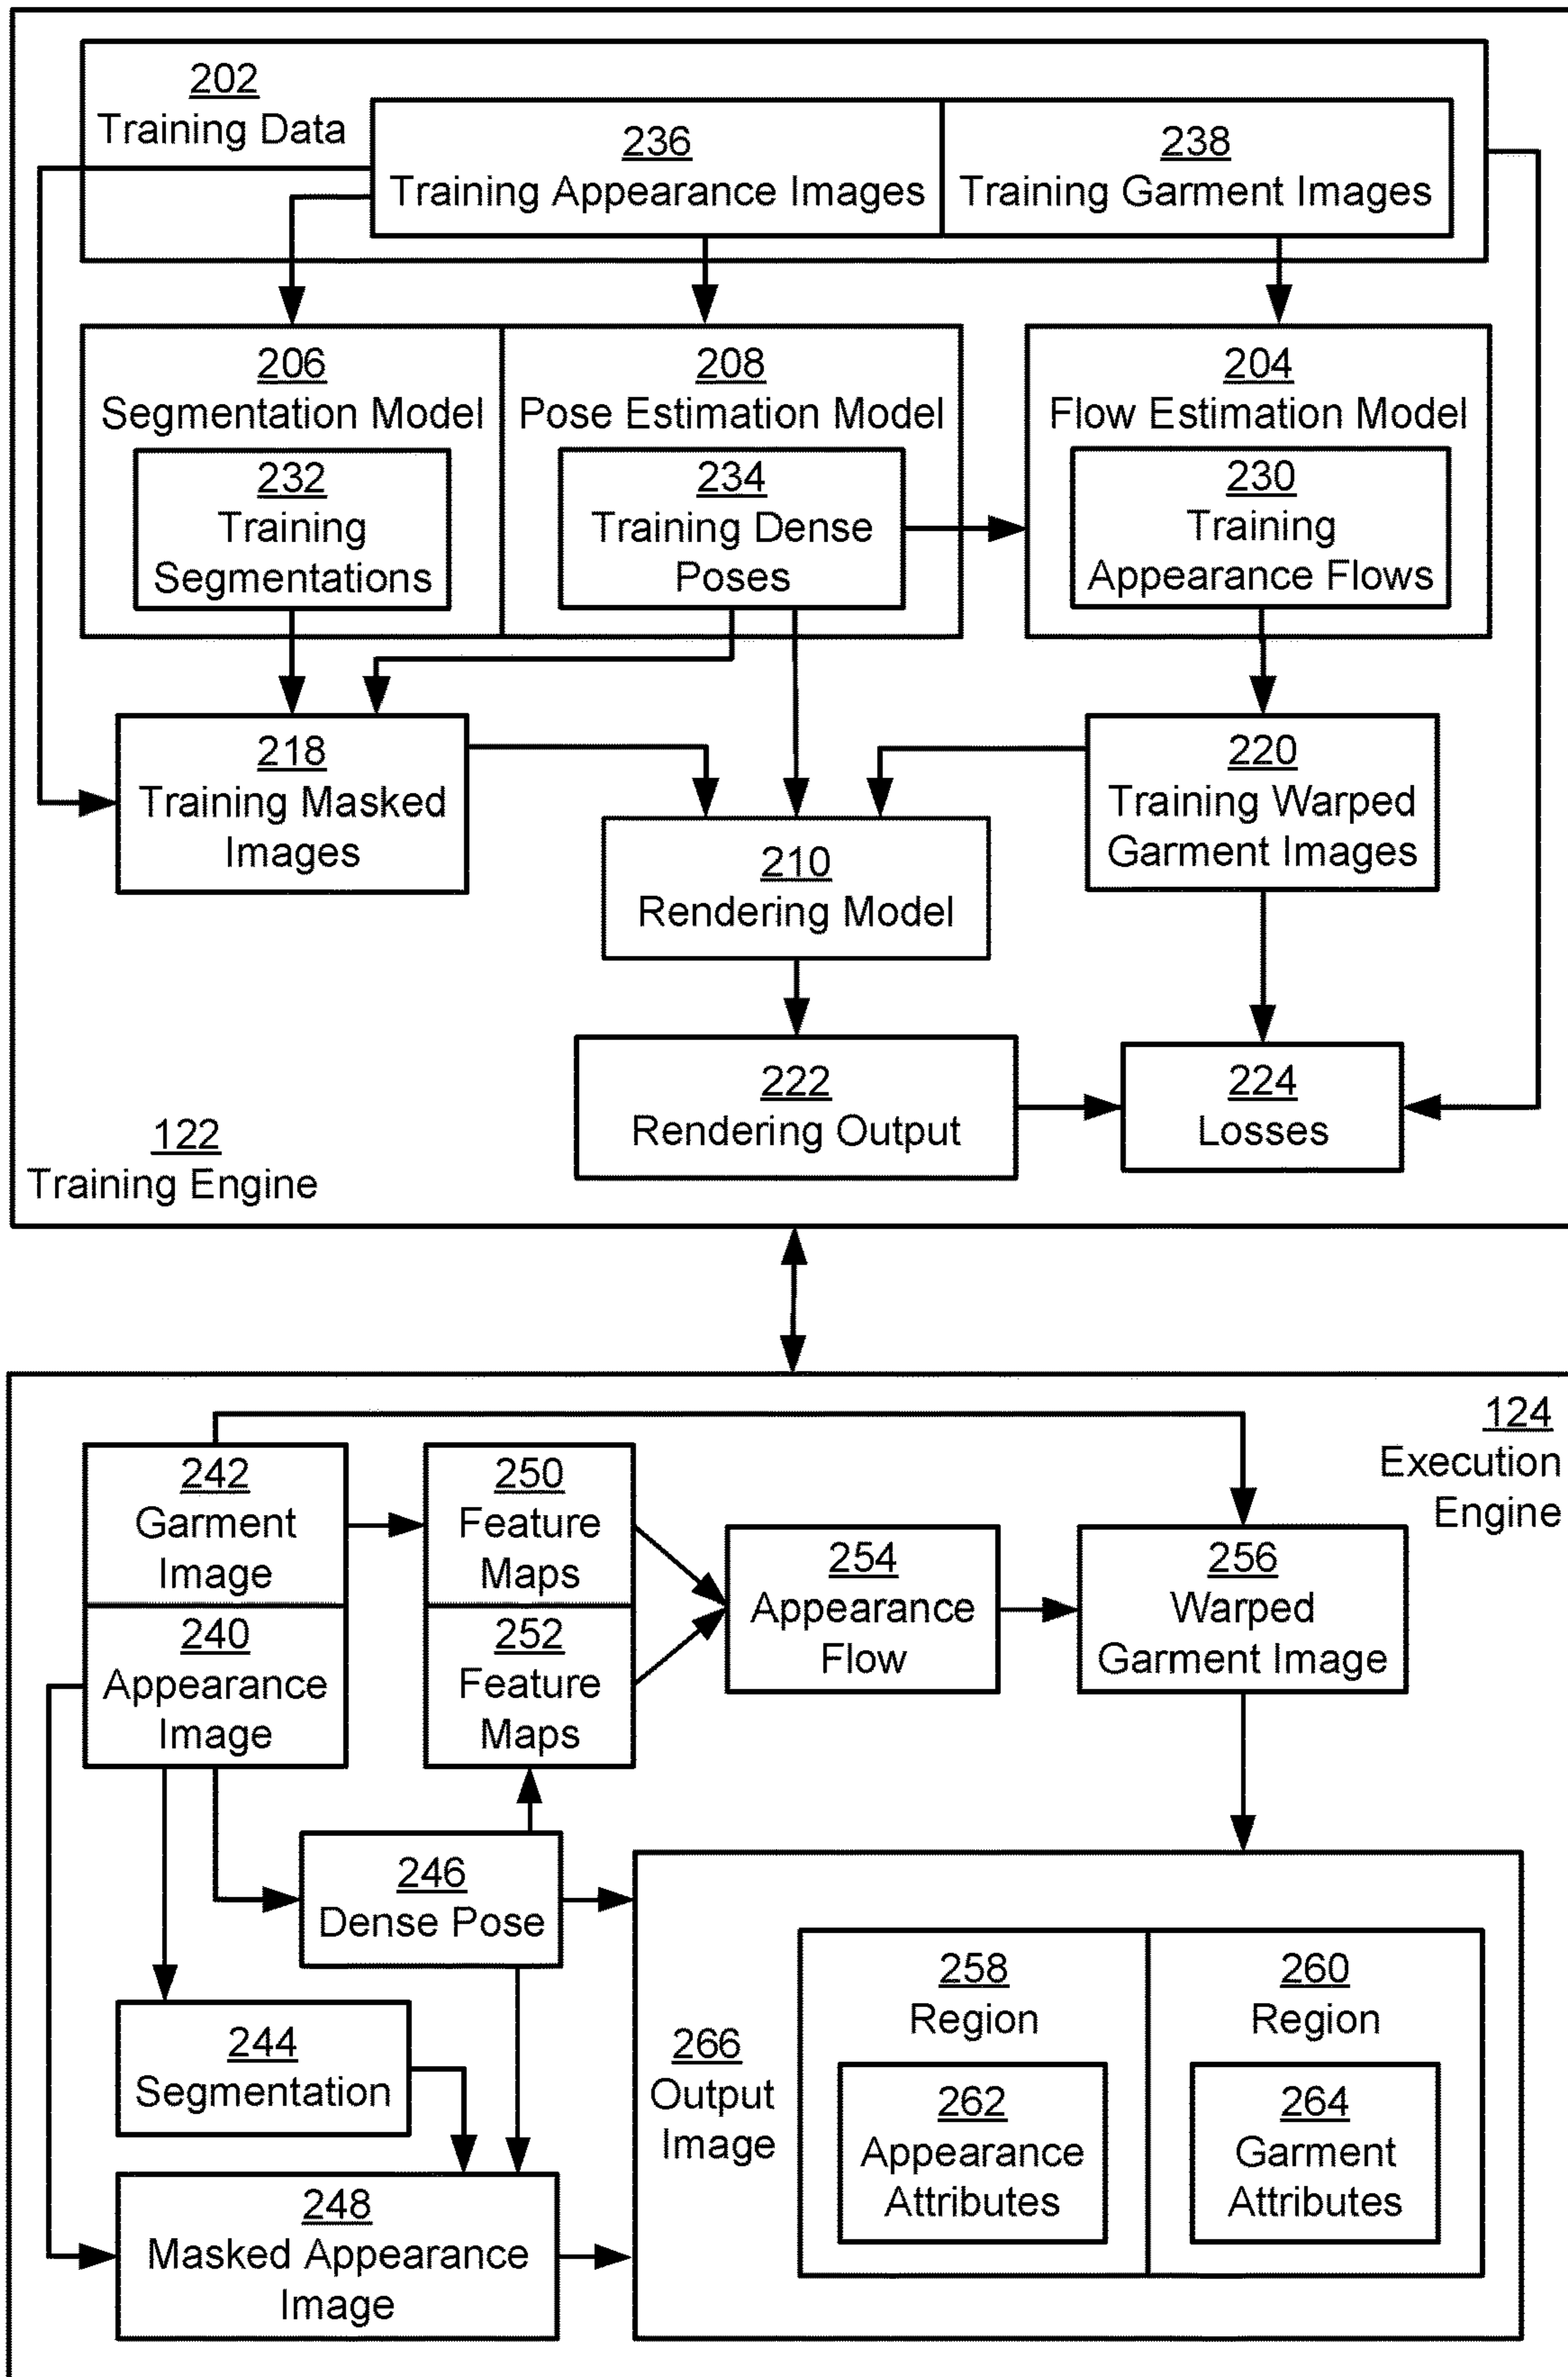 202
Training Data
236
Training Appearance Images
238
Training Garment Images
206
Segmentation Model
232
Training
Segmentations
208
Pose Estimation Model
234
Training Dense
Poses
204
Flow Estimation Model
230
Training
Appearance Flows
218
Training Masked
Images
210
Rendering Model
220
Training Warped
Garment Images
222
Rendering Output
224
Losses
122
Training Engine
124
Execution
Engine
242
Garment
Image
250
Feature
Maps
254
Appearance
Flow
256
Warped
Garment Image
240
Appearance
Image
252
Feature
Maps
246
Dense Pose
244
Segmentation
248
Masked Appearance
Image
266
Output
Image
258
Region
262
Appearance
Attributes
260
Region
264
Garment
Attributes